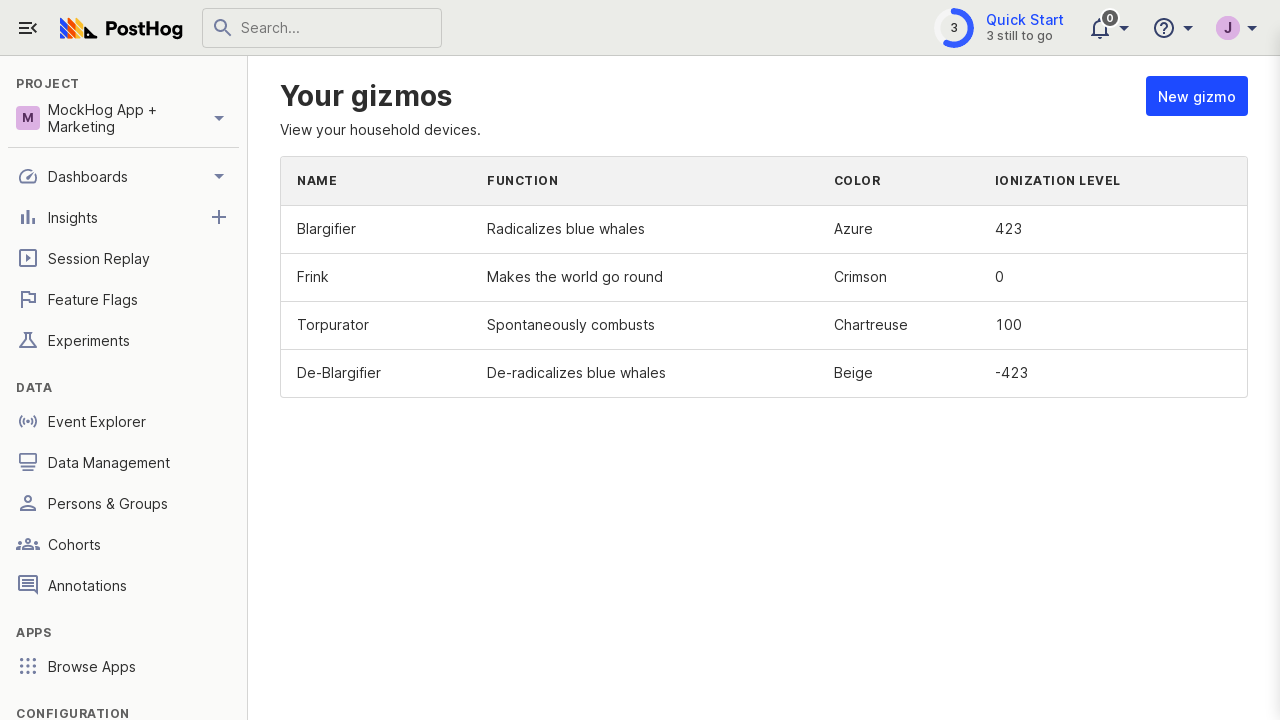 PostHog
Search...
3
Quick Start
3 still to go
0
J
PROJECT
M
MockHog App +
Marketing
Dashboards
Insights
Session Replay
Feature Flags
Experiments
DATA
Event Explorer
Data Management
Persons & Groups
Cohorts
Annotations
APPS
Browse Apps
CONFIGURATION
Your gizmos
New gizmo
View your household devices.
NAME FUNCTION COLOR IONIZATION LEVEL
Blargifier Radicalizes blue whales Azure 423
Frink Makes the world go round Crimson 0
Torpurator Spontaneously combusts Chartreuse 100
De-Blargifier De-radicalizes blue whales Beige -423